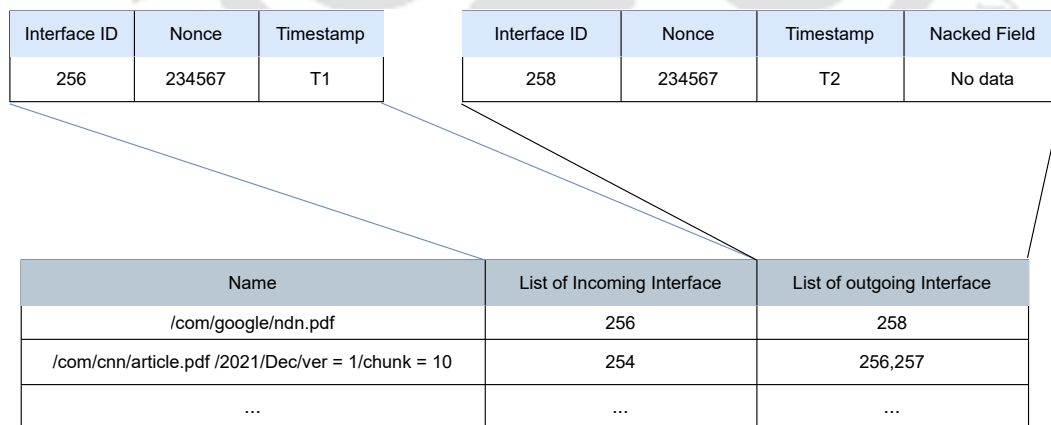 Interface ID Nonce Timestamp
256 234567 T1
Interface ID Nonce Timestamp Nacked Field
258 234567 T2 No data
Name List of Incoming Interface List of outgoing Interface
/com/google/ndn.pdf 256 258
/com/cnn/article.pdf /2021/Dec/ver = 1/chunk = 10 254 256,257
... ... ...